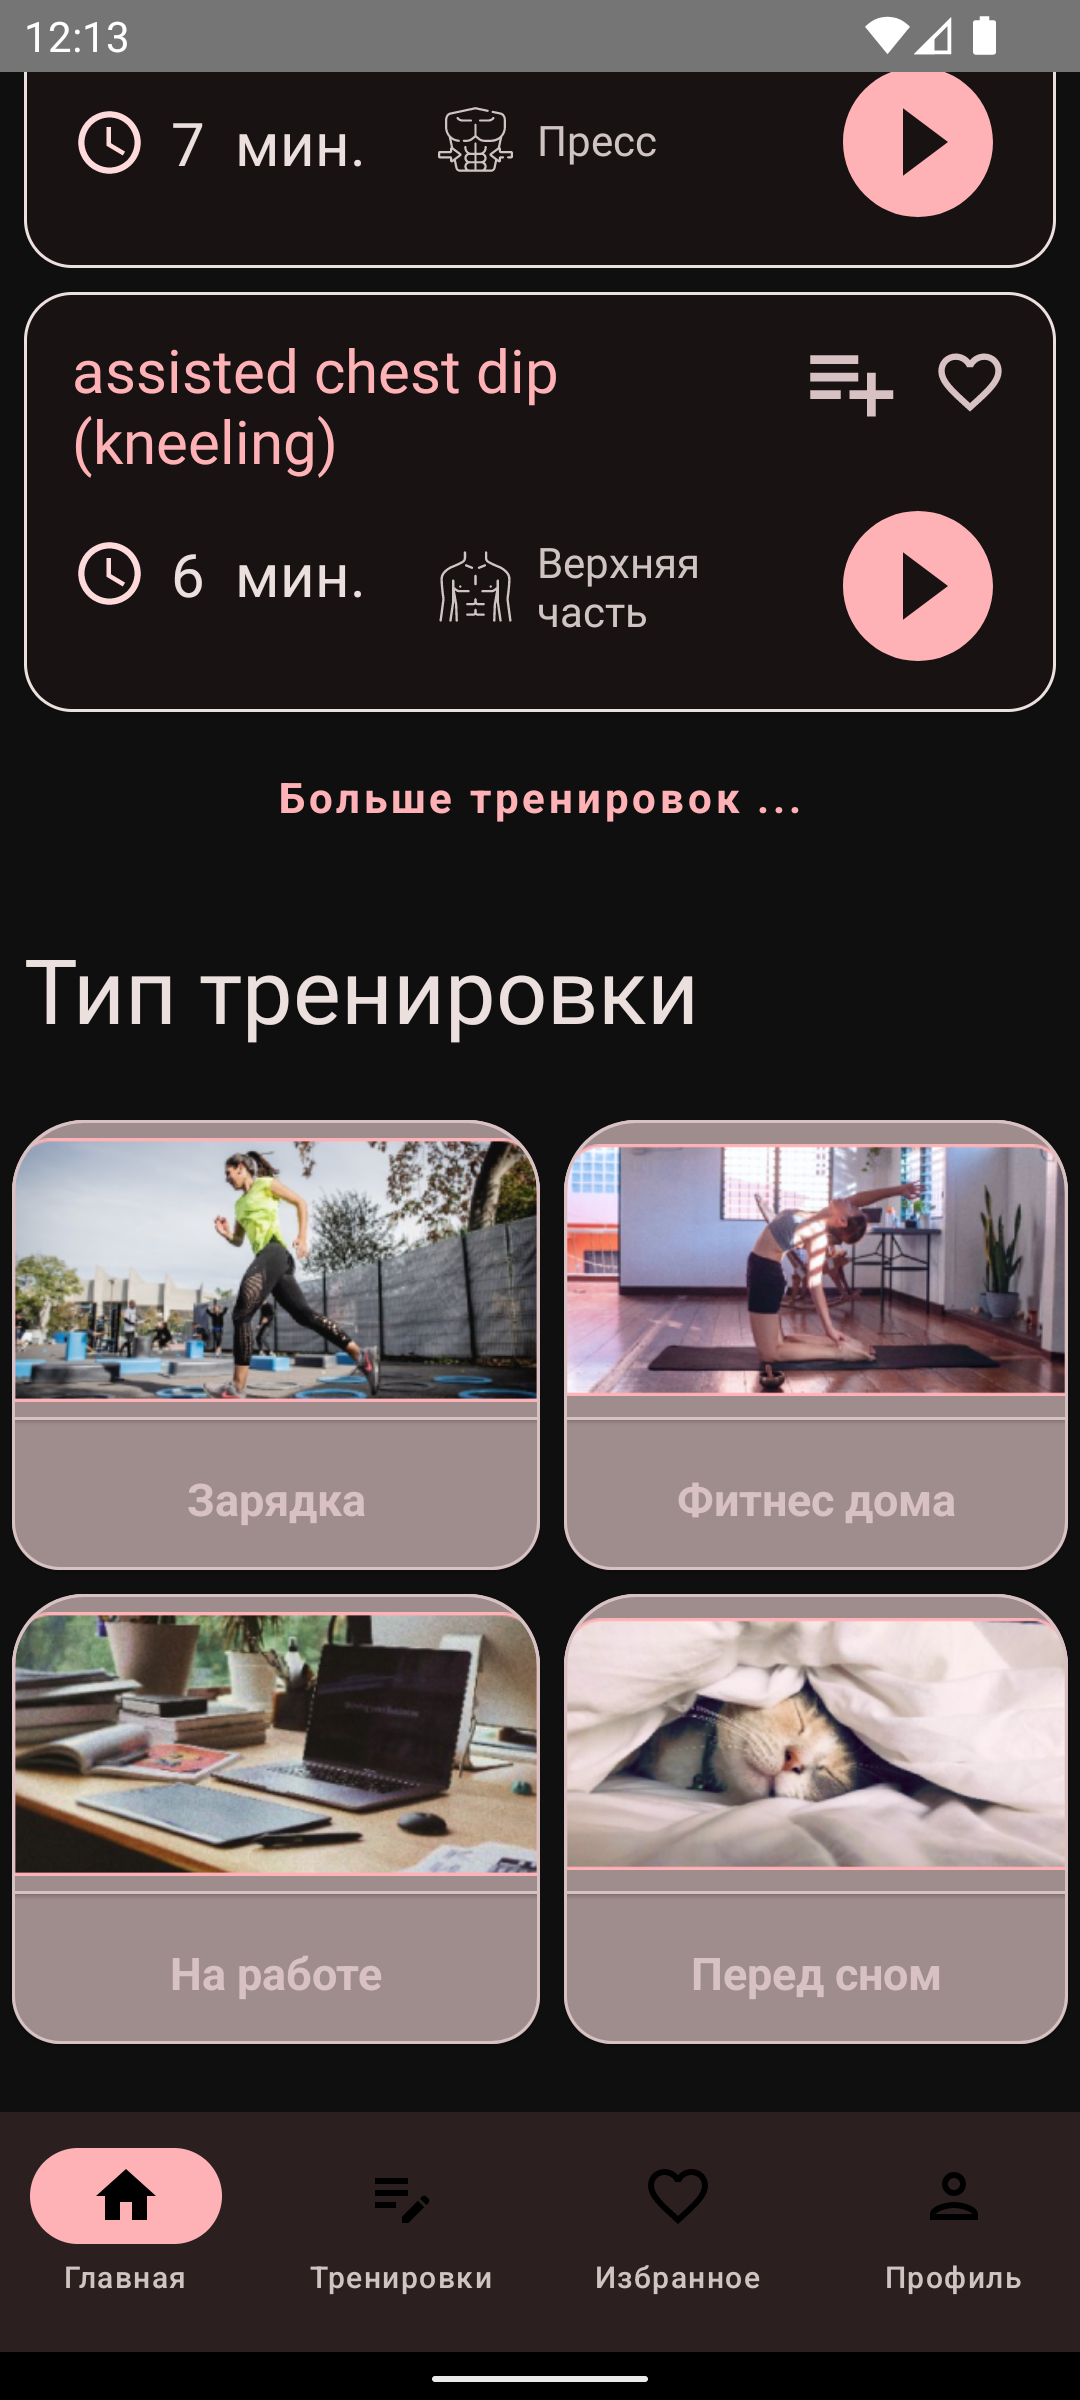 12:13
7 мин.
Пресс
assisted chest dip
(kneeling)
6 мин.
Верхняя
часть
Больше тренировок ...
Тип тренировки
Зарядка
Фитнес дома
На работе
Перед сном
Главная
Тренировки
Избранное
Профиль